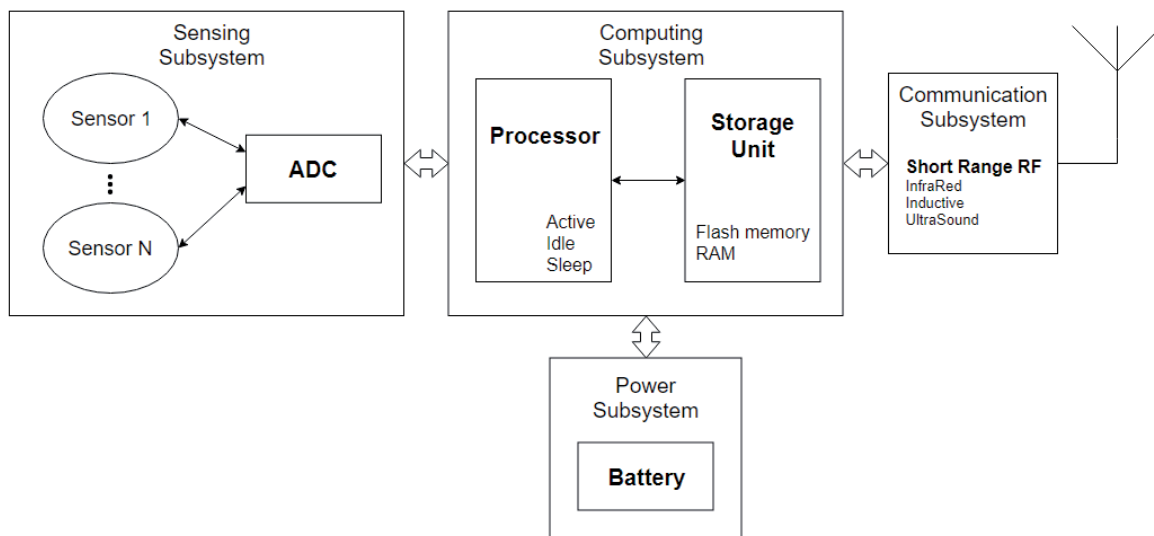 Sensing
Subsystem
Sensor 1
Sensor N
ADC
Computing
Subsystem
Processor
Active
Idle
Sleep
Storage
Unit
Flash memory
RAM
Communication
Subsystem
Short Range RF
InfraRed
Inductive
UltraSound
Power
Subsystem
Battery